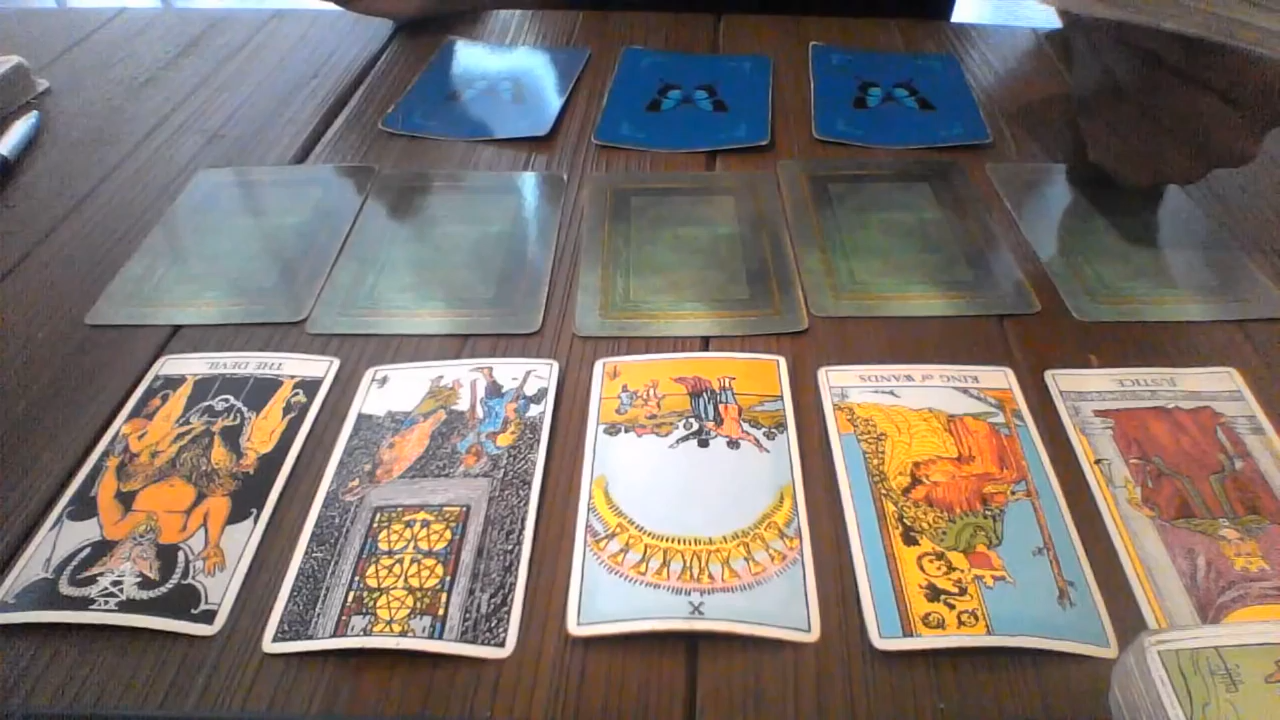 THE DEVIL
KING of WANDS
JUSTICE
X
XV